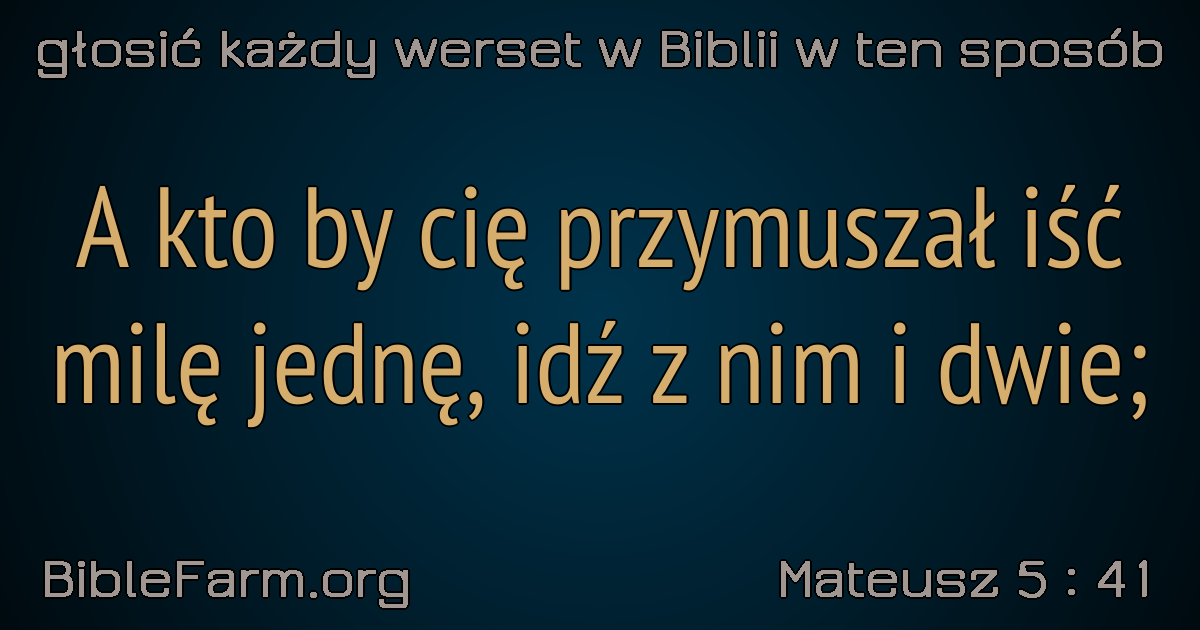 głosić każdy werset w Biblii w ten sposób
A kto by cię przymuszał iść
milę jednę, idź z nim i dwie;
BibleFarm.org
Mateusz 5 : 41